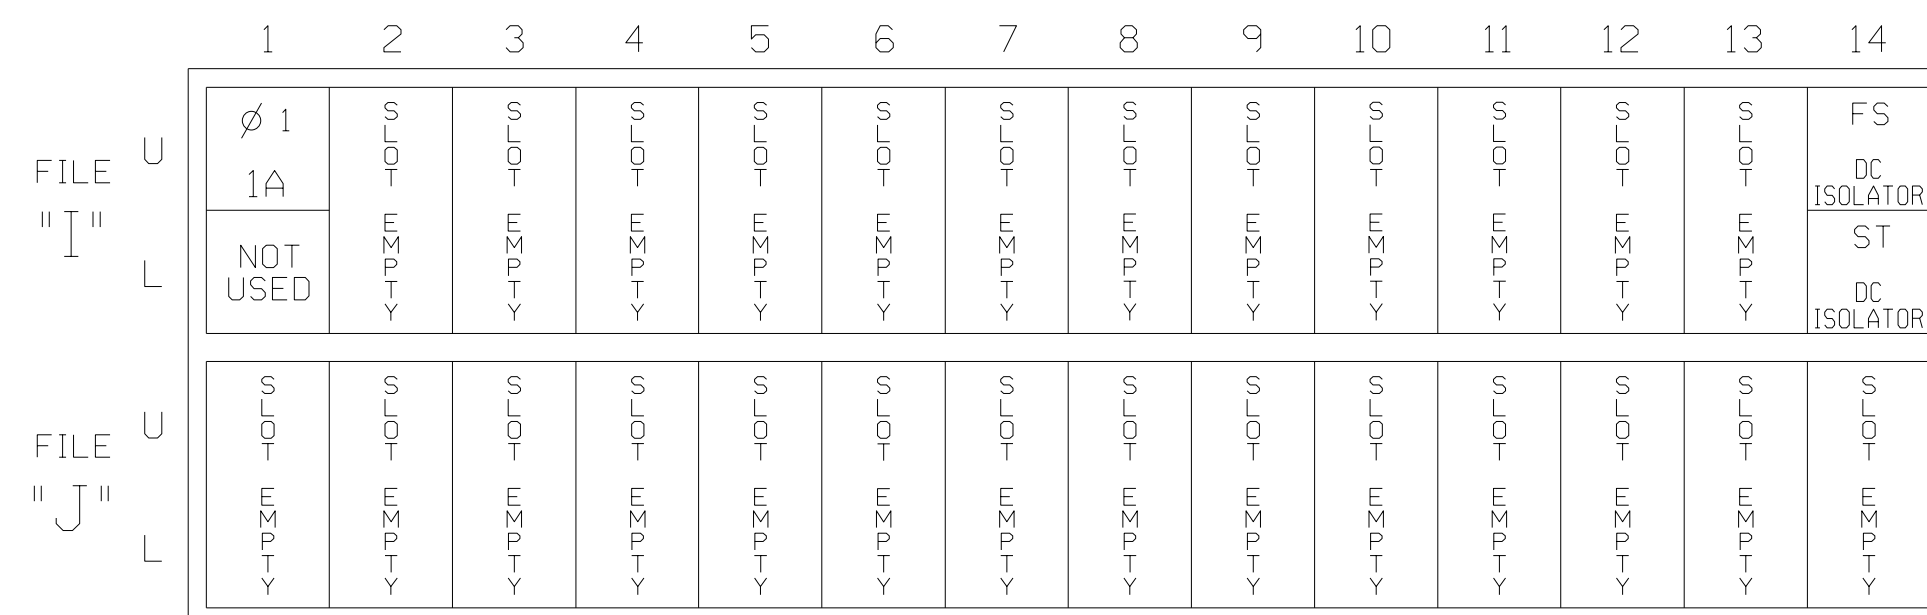 1 2 3 4 5 6 7 8 9 10 11 12 13 14
FILE
"I"
U
L
Ø 1
1A
NOT
USED
SLOT EMPTY
SLOT EMPTY
SLOT EMPTY
SLOT EMPTY
SLOT EMPTY
SLOT EMPTY
SLOT EMPTY
SLOT EMPTY
SLOT EMPTY
SLOT EMPTY
SLOT EMPTY
SLOT EMPTY
FS
DC
ISOLATOR
ST
DC
ISOLATOR
FILE
"J"
U
L
SLOT EMPTY
SLOT EMPTY
SLOT EMPTY
SLOT EMPTY
SLOT EMPTY
SLOT EMPTY
SLOT EMPTY
SLOT EMPTY
SLOT EMPTY
SLOT EMPTY
SLOT EMPTY
SLOT EMPTY
SLOT EMPTY
SLOT EMPTY